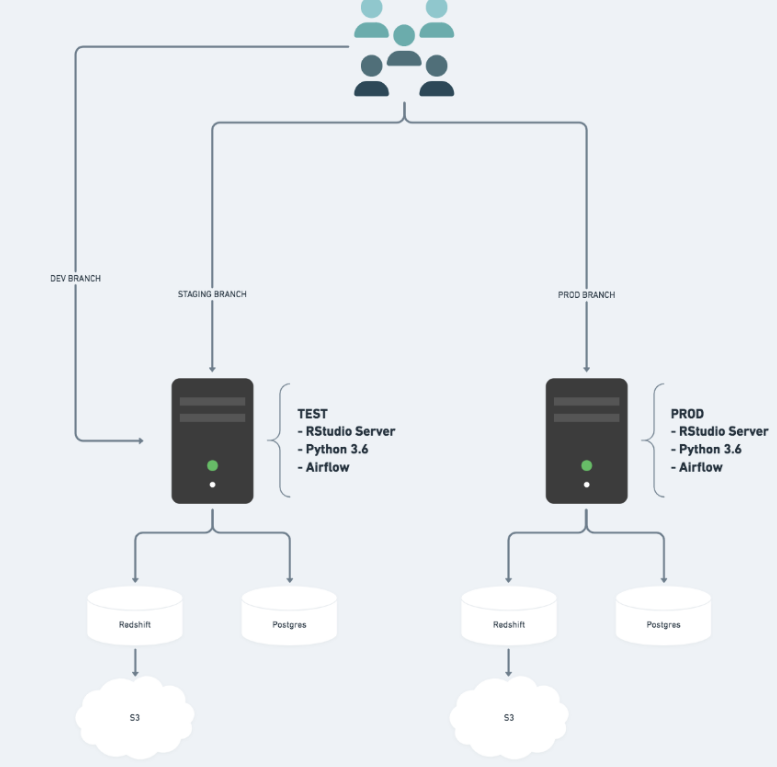 DEV BRANCH
STAGING BRANCH
PROD BRANCH
TEST
- RStudio Server
- Python 3.6
- Airflow
PROD
- RStudio Server
- Python 3.6
- Airflow
Redshift
Postgres
Redshift
Postgres
S3
S3